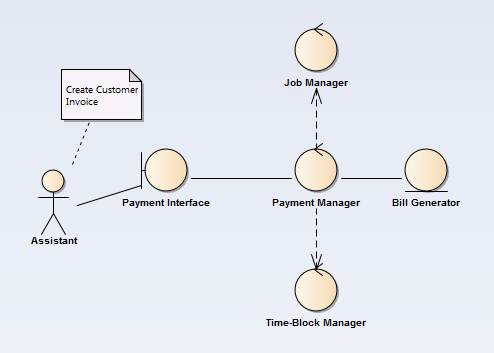 Job Manager
Create Customer
Invoice
Payment Interface
Payment Manager
Bill Generator
Assistant
Time-Block Manager